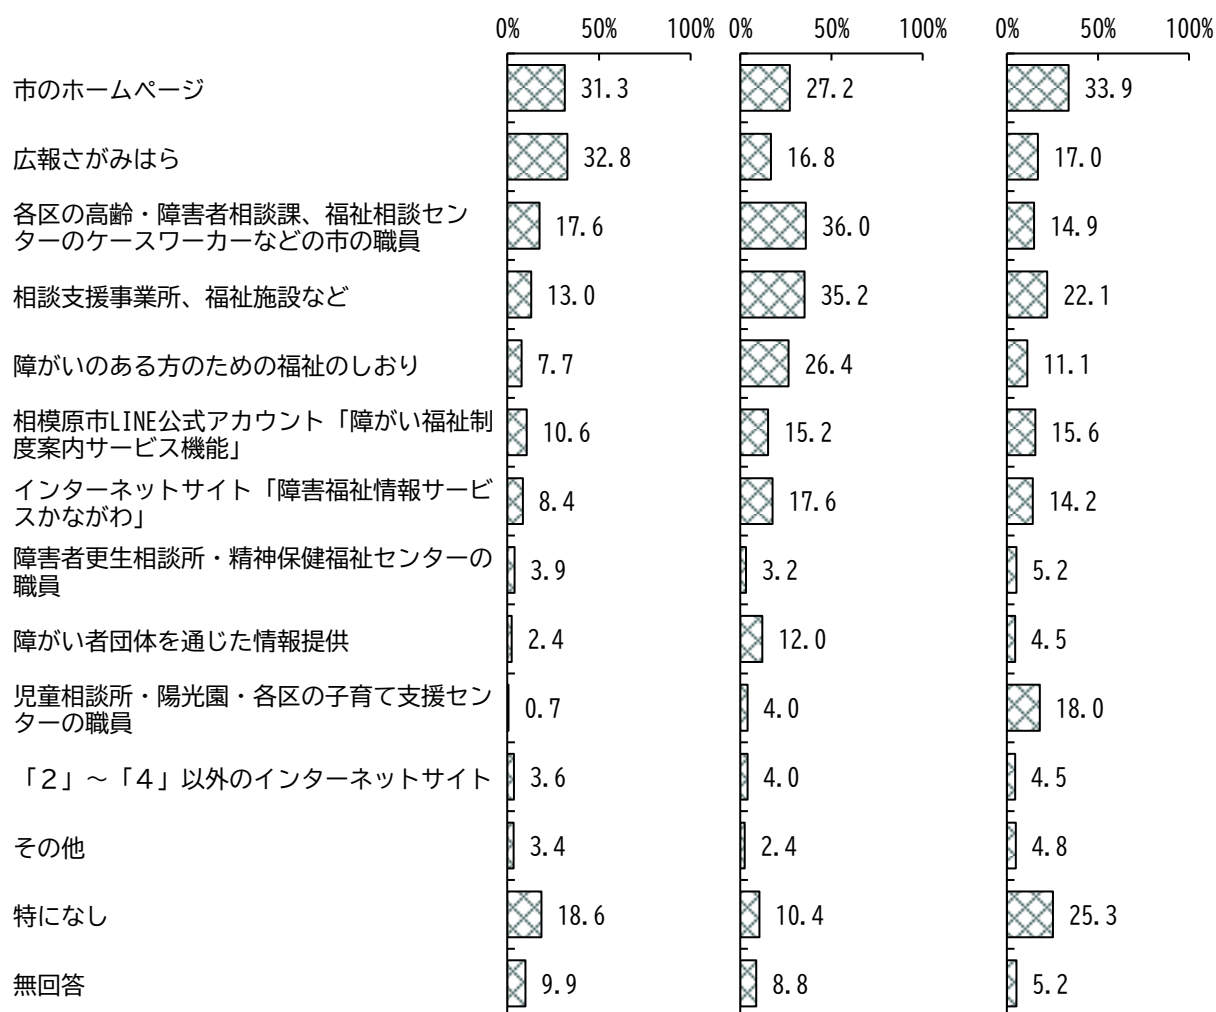 0% 50% 100% 0% 50% 100% 0% 50% 100%
市のホームページ 31.3 27.2 33.9
広報さがみはら 32.8 16.8 17.0
各区の高齢・障害者相談課、福祉相談セン
ターのケースワーカーなどの市の職員 17.6 36.0 14.9
相談支援事業所、福祉施設など 13.0 35.2 22.1
障がいのある方のための福祉のしおり 7.7 26.4 11.1
相模原市LINE公式アカウント「障がい福祉制
度案内サービス機能」 10.6 15.2 15.6
インターネットサイト「障害福祉情報サービ
スかながわ」 8.4 17.6 14.2
障害者更生相談所・精神保健福祉センターの
職員 3.9 3.2 5.2
障がい者団体を通じた情報提供 2.4 12.0 4.5
児童相談所・陽光園・各区の子育て支援セン
ターの職員 0.7 4.0 18.0
「２」～「４」以外のインターネットサイト 3.6 4.0 4.5
その他 3.4 2.4 4.8
特になし 18.6 10.4 25.3
無回答 9.9 8.8 5.2